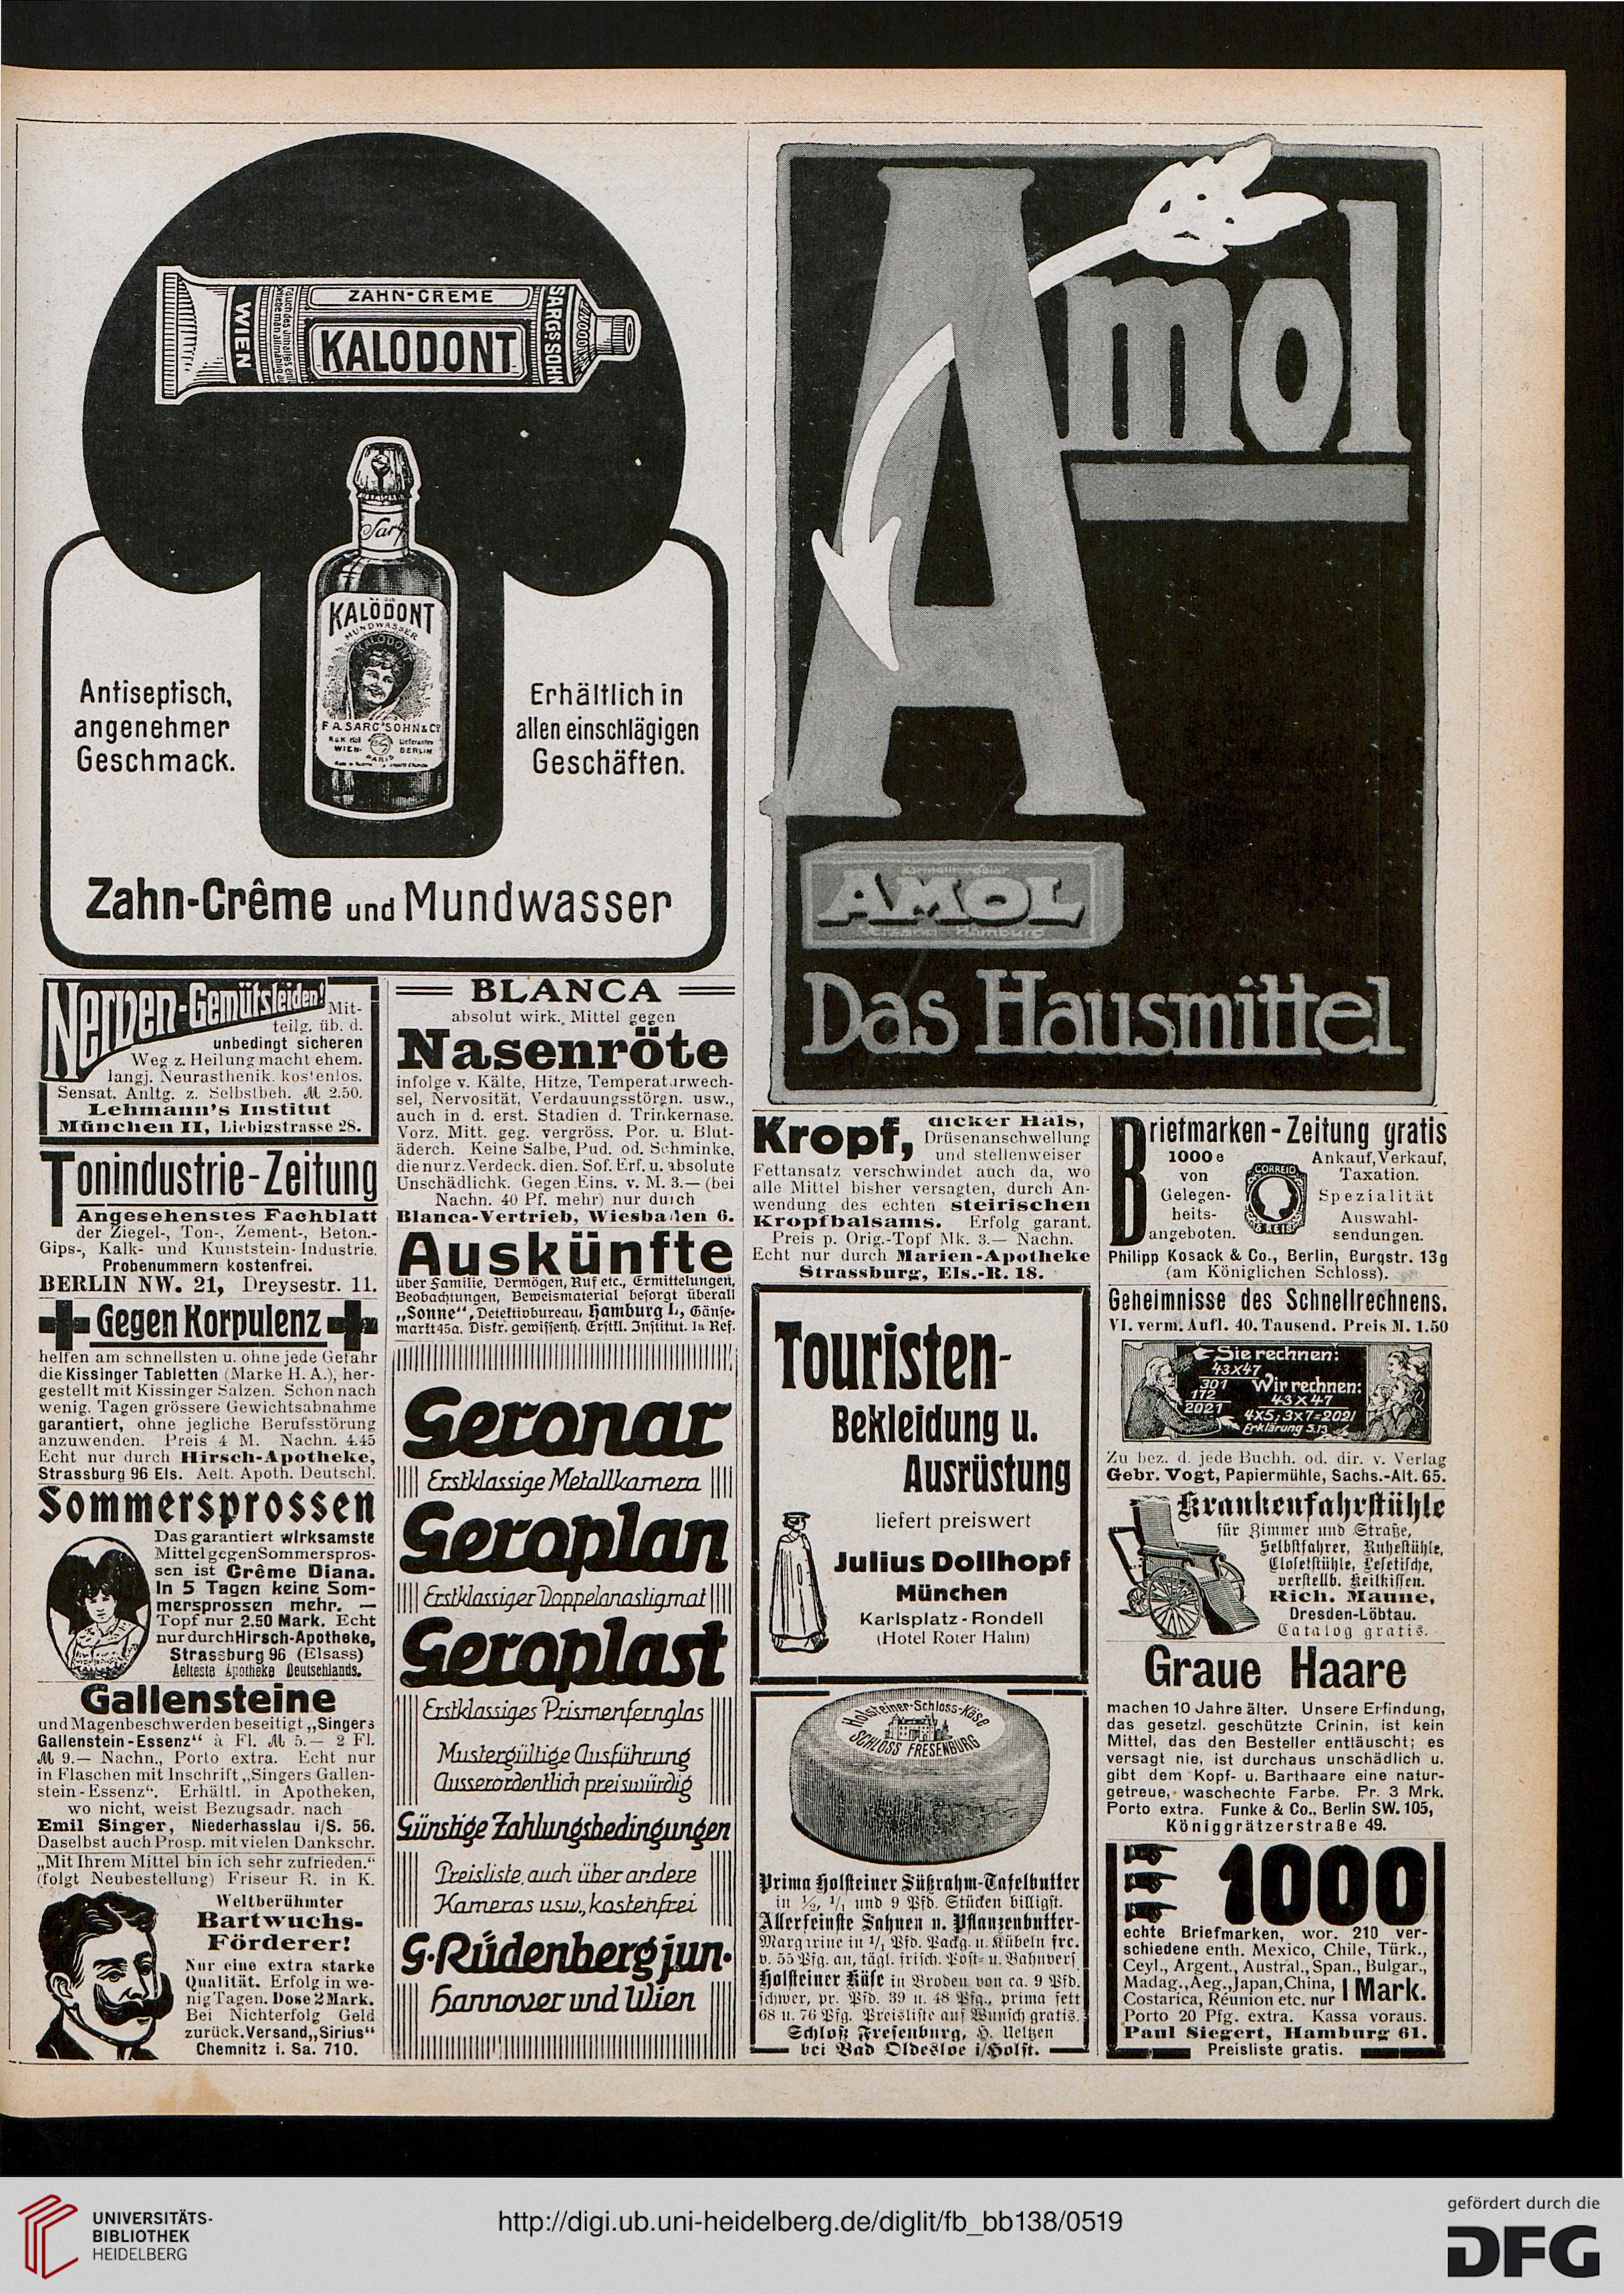 ZAHN-CREME
WIEN
KALODONT
SARG'S SOHN
Sarg
KALODONT
MUNDWASSER
KALODONT
F.A. SARG'S SOHN & Cº
WIEN
BERLIN
PARIS
Antiseptisch,
angenehmer
Geschmack.
Erhältlich in
allen einschlägigen
Geschäften.
Zahn-Crême und Mundwasser
Amol
AMOL
Versand Hamburg
Das Hausmittel
Nerven-Gemütsleiden! Mit-
teilg. üb. d.
unbedingt sicheren
Weg z. Heilung macht ehem.
langj. Neurasthenik. kostenlos.
Sensat. Anltg. z. Selbstbeh. ℳ 2.50.
Lehmann's Institut
München II, Liebigstrasse 28.
Tonindustrie-Zeitung
Angesehenstes Fachblatt
der Ziegel-, Ton-, Zement-, Beton-
Gips-, Kalk- und Kunststein-Industrie.
Probenummern kostenfrei.
BERLIN NW. 21, Dreysestr. 11.
Gegen Korpulenz
helfen am schnellsten u. ohne jede Gefahr
die Kissinger Tabletten (Marke H. A.), her-
gestellt mit Kissinger Salzen. Schon nach
wenig. Tagen grössere Gewichtsabnahme
garantiert, ohne jegliche Berufsstörung
anzuwenden. Preis 4 M. Nachn. 4.45
Echt nur durch Hirsch-Apotheke,
Strassburg 96 Els. Aelt. Apoth. Deutschl.
Sommersprossen
Das garantiert wirksamste
Mittel gegen Sommerspros-
sen ist Crême Diana.
In 5 Tagen keine Som-
mersprossen mehr. —
Topf nur 2.50 Mark. Echt
nur durch Hirsch-Apotheke,
Strassburg 96 (Elsass)
Aelteste Apotheke Deutschlands.
Gallensteine
und Magenbeschwerden beseitigt „Singers
Gallenstein-Essenz“ à Fl. ℳ 5.— 2 Fl.
ℳ 9.— Nachn., Porto extra. Echt nur
in Flaschen mit Inschrift „Singers Gallen-
stein-Essenz“. Erhältl. in Apotheken,
wo nicht, weist Bezugsadr. nach
Emil Singer, Niederhasslau i/S. 56.
Daselbst auch Prosp. mit vielen Dankschr.
„Mit Ihrem Mittel bin ich sehr zufrieden.“
(folgt Neubestellung) Friseur R. in K.
Weltberühmter
Bartwuchs-
Förderer!
Nur eine extra starke
Qualität. Erfolg in we-
nig Tagen. Dose 2 Mark.
Bei Nichterfolg Geld
zurück. Versand „Sirius“
Chemnitz i. Sa. 710.
BLANCA
absolut wirk. Mittel gegen
Nasenröte
infolge v. Kälte, Hitze, Temperaturwech-
sel, Nervosität, Verdauungsstörgn. usw.,
auch in d. erst. Stadien d. Trinkernase.
Vorz. Mitt. geg. vergröss. Por. u. Blut-
äderch. Keine Salbe, Pud. od. Schminke,
die nur z. Verdeck. dien. Sof. Erf. u. absolute
Unschädlichk. Gegen Eins. v. M. 3.— (bei
Nachn. 40 Pf. mehr) nur durch
Blanca-Vertrieb, Wiesbaden 6.
Auskünfte
über Familie, Vermögen, Ruf etc., Ermittelungen,
Beobachtungen, Beweismaterial besorgt überall
„Sonne“, Detektivbureau, Hamburg I., Gänse-
markt 45a. Diskr. gewissenh. Erstkl. Institut. Ia Ref.
Geronar
Erstklassige Metallkamera
Geroplan
Erstklassiger Doppelanastigmat
Geroplast
Erstklassiges Prismenfernglas
Mustergültige Ausführung
Ausserordentlich preiswürdig
Günstige Zahlungsbedingungen
Preisliste, auch über andere
Kameras usw., kostenfrei
G. Rüdenberg jun.
Hannover und Wien
Kropf, dicker Hals,
Drüsenanschwellung
und stellenweiser
Fettansatz verschwindet auch da, wo
alle Mittel bisher versagten, durch An-
wendung des echten steirischen
Kropfbalsams. Erfolg garant.
Preis p. Orig.-Topf Mk. 3.— Nachn.
Echt nur durch Marien-Apotheke
Strassburg, Els.-R. 18.
Touristen-
Bekleidung u.
Ausrüstung
liefert preiswert
Julius Dollhopf
München
Karlsplatz-Rondell
(Hotel Roter Hahn)
Holsteiner-Schloss-Käse
SCHLOSS FRESENBURG
Prima Holsteiner Süßrahm-Tafelbutter
in ½, 1/1 und 9 Pfd. Stücken billigst.
Allerfeinste Sahnen u. Pflanzenbutter-
Margarine in 1/1 Pfd. Packg. u. Kübeln frc.
v. 55 Pfg. an, tägl. frisch. Post- u. Bahnvers.
Holsteiner Käse in Broden von ca. 9 Pfd.
schwer, pr. Pfd. 39 u. 48 Pfg., prima fett
68 u. 76 Pfg. Preisliste auf Wunsch gratis.
Schloß Fresenburg, H. Ueltzen
bei Bad Oldesloe i/Holst.
Briefmarken-Zeitung gratis
1000 e
von
Gelegen-
heits-
angeboten.
CORREIO
REIS
Ankauf, Verkauf,
Taxation.
Spezialität
Auswahl-
sendungen.
Philipp Kosack & Co., Berlin, Burgstr. 13g
(am Königlichen Schloss).
Geheimnisse des Schnellrechnens.
VI. verm. Aufl. 40. Tausend. Preis M. 1.50
Sie rechnen:
43X47
301
172
2021
Wir rechnen:
43X47
4X5; 3x7=2021
Erklärung S.13
Zu bez. d. jede Buchh. od. dir. v. Verlag
Gebr. Vogt, Papiermühle, Sachs.-Alt. 65.
Krankenfahrstühle
für Zimmer und Straße,
Selbstfahrer, Ruhestühle,
Closetstühle, Lesetische,
verstellb. Keilkissen.
Rich. Maune,
Dresden-Löbtau.
Catalog gratis.
Graue Haare
machen 10 Jahre älter. Unsere Erfindung,
das gesetzl. geschützte Crinin, ist kein
Mittel, das den Besteller enttäuscht; es
versagt nie, ist durchaus unschädlich u.
gibt dem Kopf- u. Barthaare eine natur-
getreue, waschechte Farbe. Pr. 3 Mrk.
Porto extra. Funke & Co., Berlin SW. 105,
Königgrätzerstraße 49.
1000
echte Briefmarken, wor. 210 ver-
schiedene enth. Mexico, Chile, Türk.,
Ceyl., Argent., Austral., Span., Bulgar.,
Madag., Aeg., Japan, China,
Costarica, Réunion etc. nur 1 Mark.
Porto 20 Pfg. extra. Kassa voraus.
Paul Siegert, Hamburg 61.
Preisliste gratis.
UNIVERSITÄTS-
BIBLIOTHEK
HEIDELBERG
http://digi.ub.uni-heidelberg.de/diglit/fb_bb138/0519
gefördert durch die
DFG